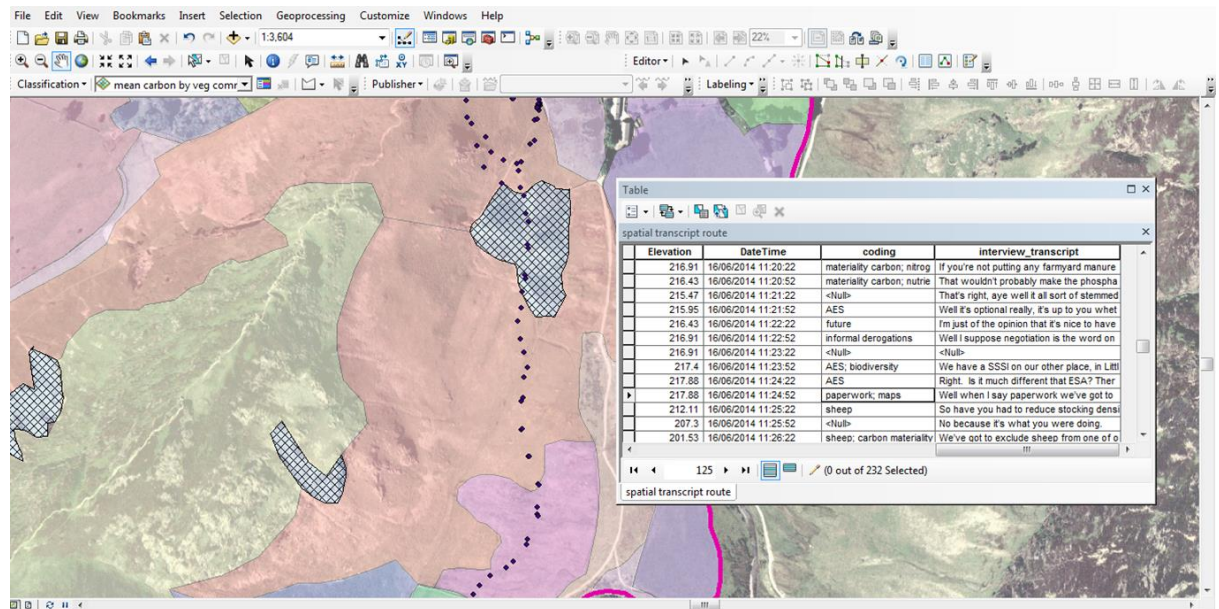 File Edit View Bookmarks Insert Selection Geoprocessing Customize Windows Help
1:3,604 22%
Editor
Classification mean carbon by veg comr Publisher Labeling
Table
spatial transcript route
Elevation DateTime coding interview_transcript
216.91 16/06/2014 11:20:22 materiality carbon; nitrog If you're not putting any farmyard manure
216.43 16/06/2014 11:20:52 materiality carbon; nutrie That wouldn't probably make the phospha
215.47 16/06/2014 11:21:22 <Null> That's right, aye well it all sort of stemmed
215.95 16/06/2014 11:21:52 AES Well it's optional really, it's up to you whet
216.43 16/06/2014 11:22:22 future I'm just of the opinion that it's nice to have
216.91 16/06/2014 11:22:52 informal derogations Well I suppose negotiation is the word on
216.91 16/06/2014 11:23:22 <Null> <Null>
217.4 16/06/2014 11:23:52 AES; biodiversity We have a SSSI on our other place, in Littl
217.88 16/06/2014 11:24:22 AES Right. Is it much different that ESA? Ther
217.88 16/06/2014 11:24:52 paperwork; maps Well when I say paperwork we've got to
212.11 16/06/2014 11:25:22 sheep So have you had to reduce stocking densi
207.3 16/06/2014 11:25:52 <Null> No because it's what you were doing.
201.53 16/06/2014 11:26:22 sheep; carbon materiality We've got to exclude sheep from one of o
125 (0 out of 232 Selected)
spatial transcript route